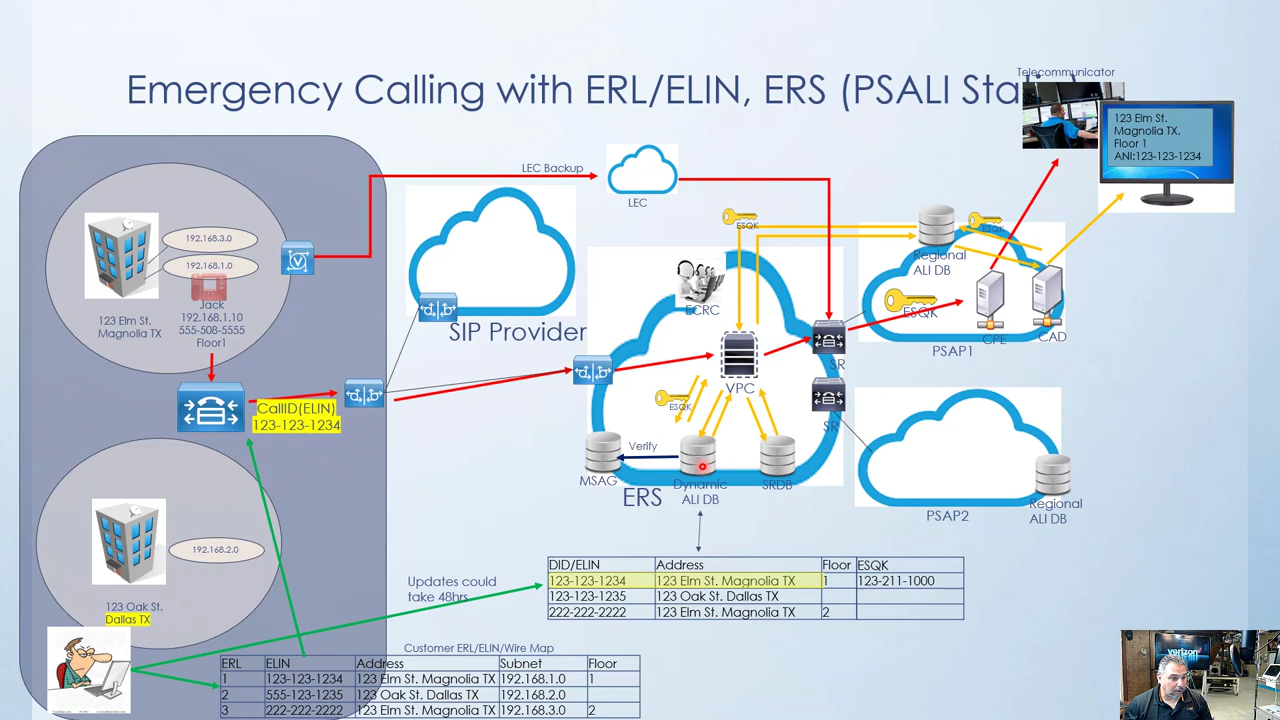 Telecommunicator
Emergency Calling with ERL/ELIN, ERS (PSALI Sta
123 Elm St.
Magnolia TX.
Floor 1
ANI:123-123-1234
LEC Backup
LEC
192.168.3.0
192.168.1.0
Jack
192.168.1.10
555-508-5555
Floor1
123 Elm St.
Magnolia TX
V
SIP Provider
ESQK
ECRC
Regional
ALI DB
ESQK
CPE
CAD
PSAP1
SR
VPC
SR
CallID(ELIN)
123-123-1234
ESQK
Verify
MSAG
Dynamic
ALI DB
SRDB
ERS
PSAP2
Regional
ALI DB
192.168.2.0
123 Oak St.
Dallas TX
Updates could
take 48hrs
DID/ELIN Address Floor ESQK
123-123-1234 123 Elm St. Magnolia TX 1 123-211-1000
123-123-1235 123 Oak St. Dallas TX
222-222-2222 123 Elm St. Magnolia TX 2
Customer ERL/ELIN/Wire Map
ERL ELIN Address Subnet Floor
1 123-123-1234 123 Elm St. Magnolia TX 192.168.1.0 1
2 555-123-1235 123 Oak St. Dallas TX 192.168.2.0
3 222-222-2222 123 Elm St. Magnolia TX 192.168.3.0 2
verizon